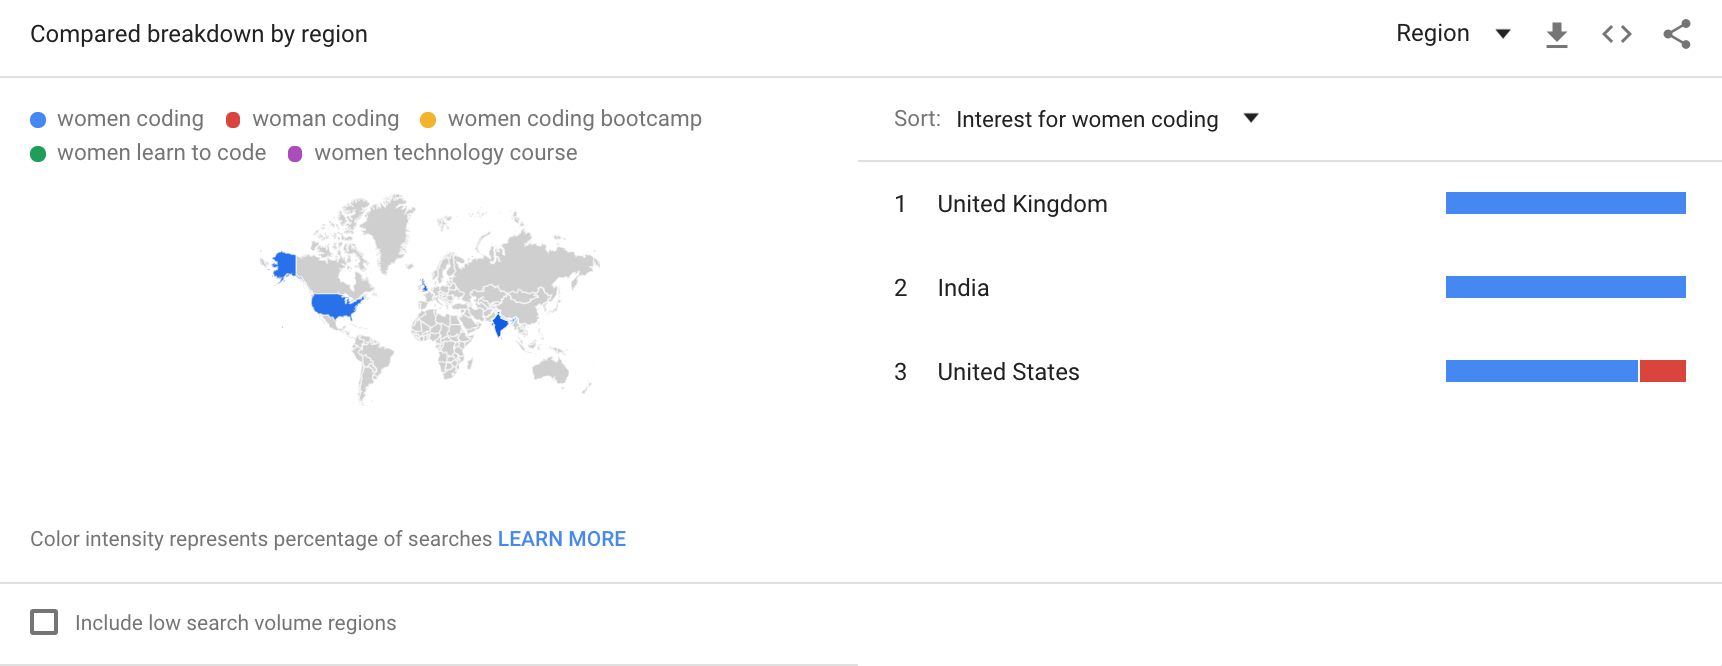 Compared breakdown by region
Region
women coding woman coding women coding bootcamp
women learn to code women technology course
Sort: Interest for women coding
1 United Kingdom
2 India
3 United States
Color intensity represents percentage of searches LEARN MORE
Include low search volume regions